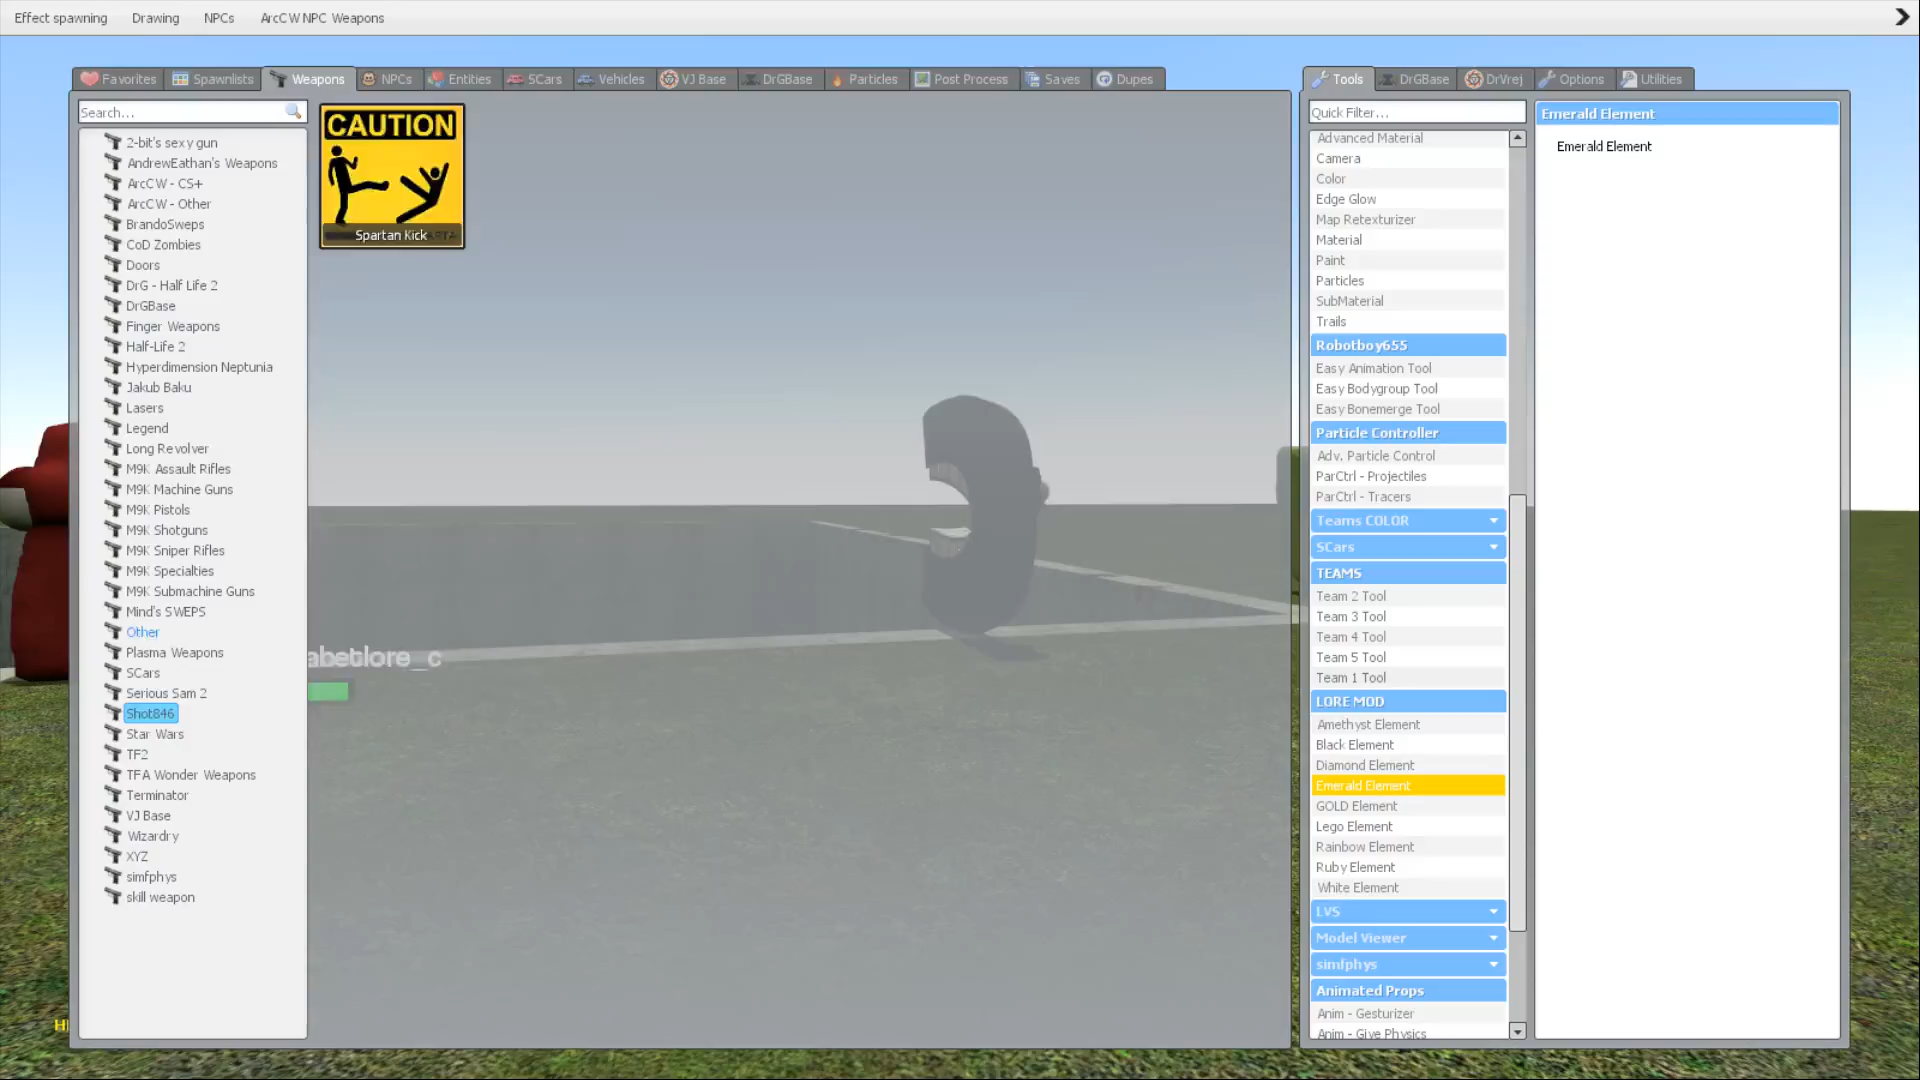 Effect spawning Drawing NPCs ArcCW NPC Weapons
Favorites Spawnlists Weapons NPCs Entities SCars Vehicles VJ Base DrGBase Particles Post Process Saves Dupes
Search...
2-bit's sexy gun
AndrewEathan's Weapons
ArcCW - CS+
ArcCW - Other
BrandoSweps
CoD Zombies
Doors
DrG - Half Life 2
DrGBase
Finger Weapons
Half-Life 2
Hyperdimension Neptunia
Jakub Baku
Lasers
Legend
Long Revolver
M9K Assault Rifles
M9K Machine Guns
M9K Pistols
M9K Shotguns
M9K Sniper Rifles
M9K Specialties
M9K Submachine Guns
Mind's SWEPS
Other
Plasma Weapons
SCars
Serious Sam 2
Shot846
Star Wars
TF2
TFA Wonder Weapons
Terminator
VJ Base
Wizardry
XYZ
simfphys
skill weapon
CAUTION
Spartan Kick
abetlore_c
Tools DrGBase DrVrej Options Utilities
Quick Filter...
Advanced Material
Camera
Color
Edge Glow
Map Retexturizer
Material
Paint
Particles
SubMaterial
Trails
Robotboy655
Easy Animation Tool
Easy Bodygroup Tool
Easy Bonemerge Tool
Particle Controller
Adv. Particle Control
ParCtrl - Projectiles
ParCtrl - Tracers
Teams COLOR
SCars
TEAMS
Team 2 Tool
Team 3 Tool
Team 4 Tool
Team 5 Tool
Team 1 Tool
LORE MOD
Amethyst Element
Black Element
Diamond Element
Emerald Element
GOLD Element
Lego Element
Rainbow Element
Ruby Element
White Element
LVS
Model Viewer
simfphys
Animated Props
Anim - Gesturizer
Anim - Give Physics
Emerald Element
Emerald Element